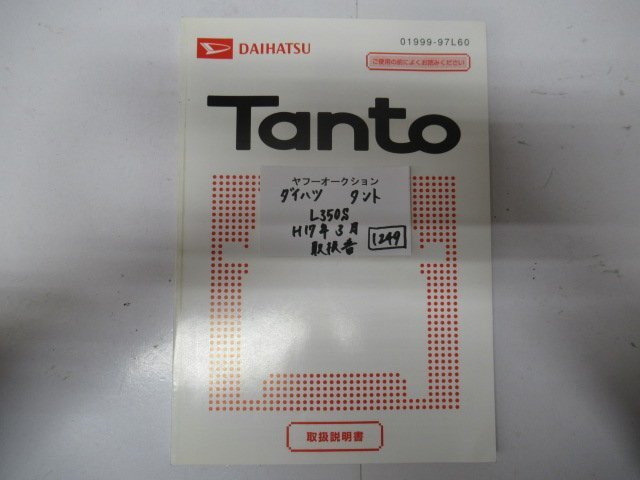 DAIHATSU
01999-97L60
ご使用の前によくお読みください
Tanto
ヤフーオークション
ダイハツ タント
L350S
H17年3月
取扱書
1249
取扱説明書